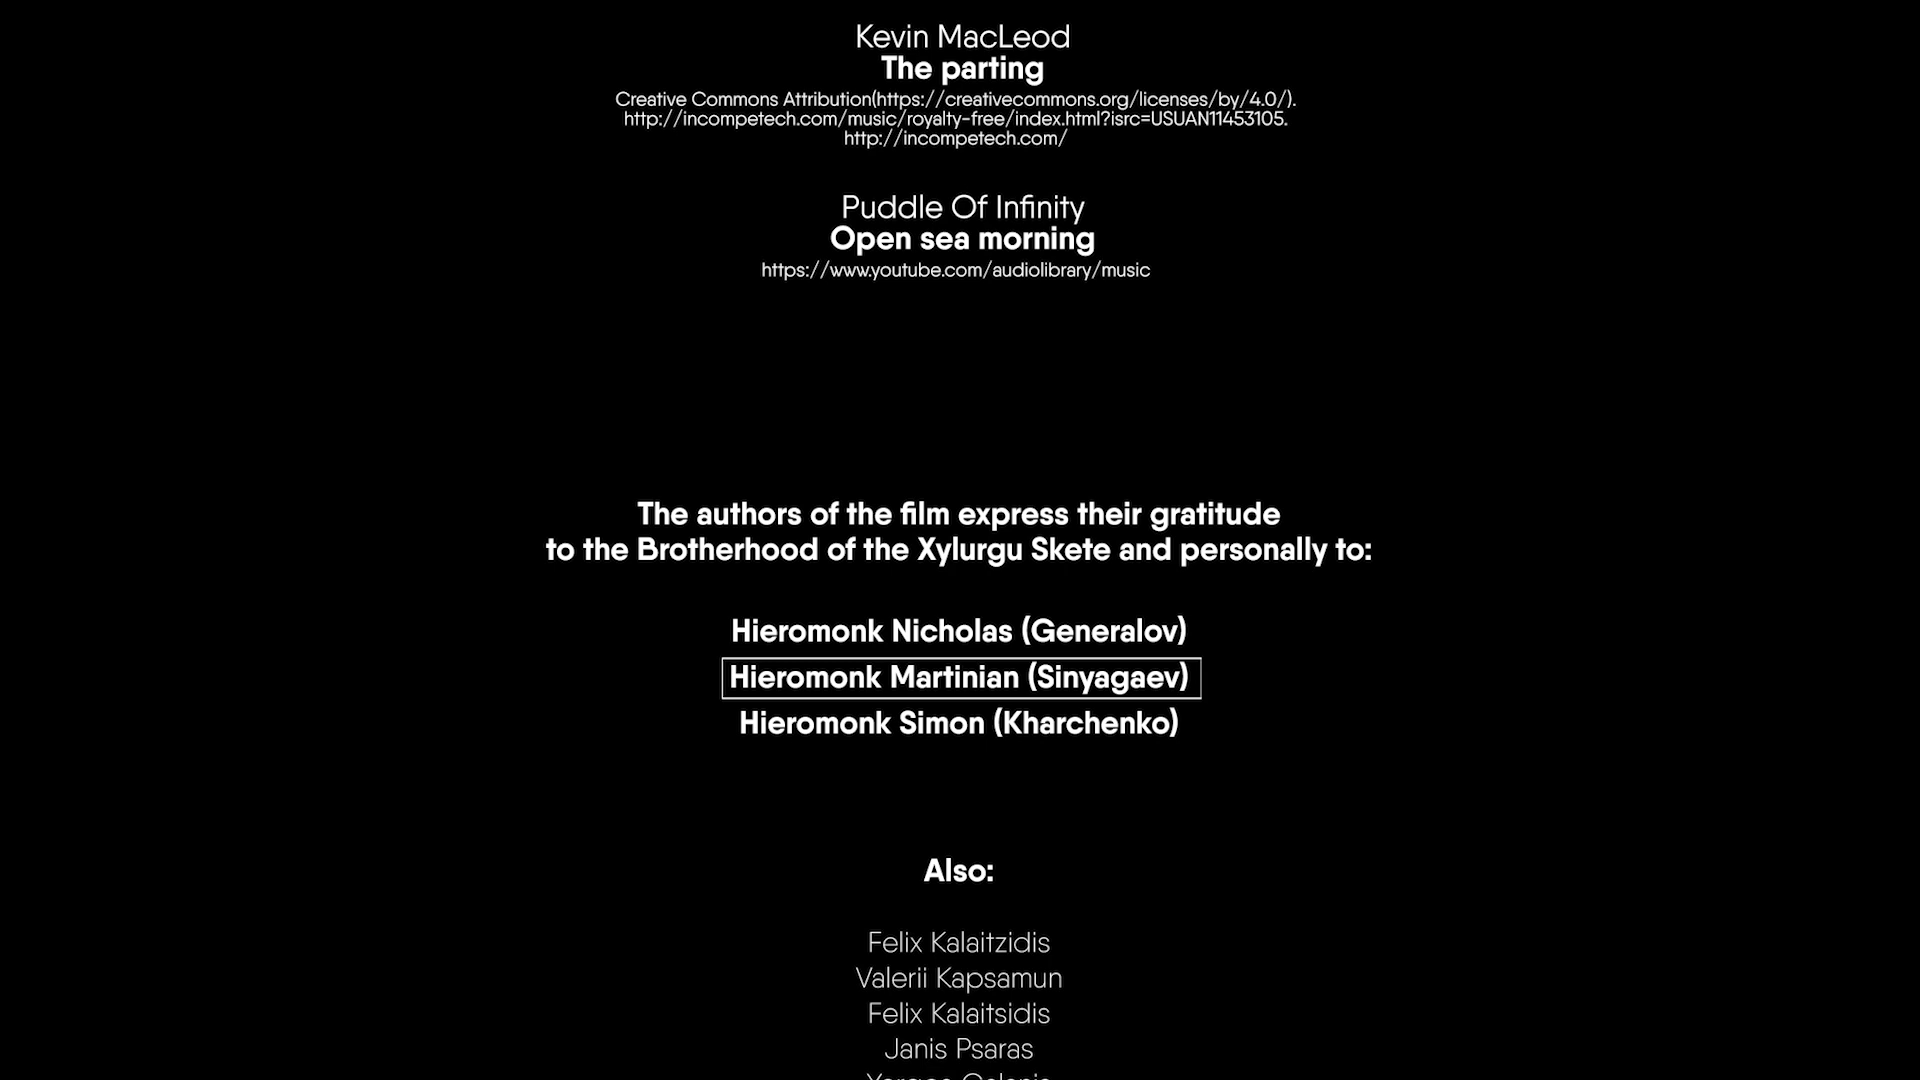 Kevin MacLeod
The parting
Creative Commons Attribution(https://creativecommons.org/licenses/by/4.0/).
http://incompetech.com/music/royalty-free/index.html?isrc=USUAN11453105.
http://incompetech.com/
Puddle Of Infinity
Open sea morning
https://www.youtube.com/audiolibrary/music
The authors of the film express their gratitude
to the Brotherhood of the Xylurgu Skete and personally to:
Hieromonk Nicholas (Generalov)
Hieromonk Martinian (Sinyagaev)
Hieromonk Simon (Kharchenko)
Also:
Felix Kalaitzidis
Valerii Kapsamun
Felix Kalaitsidis
Janis Psaras